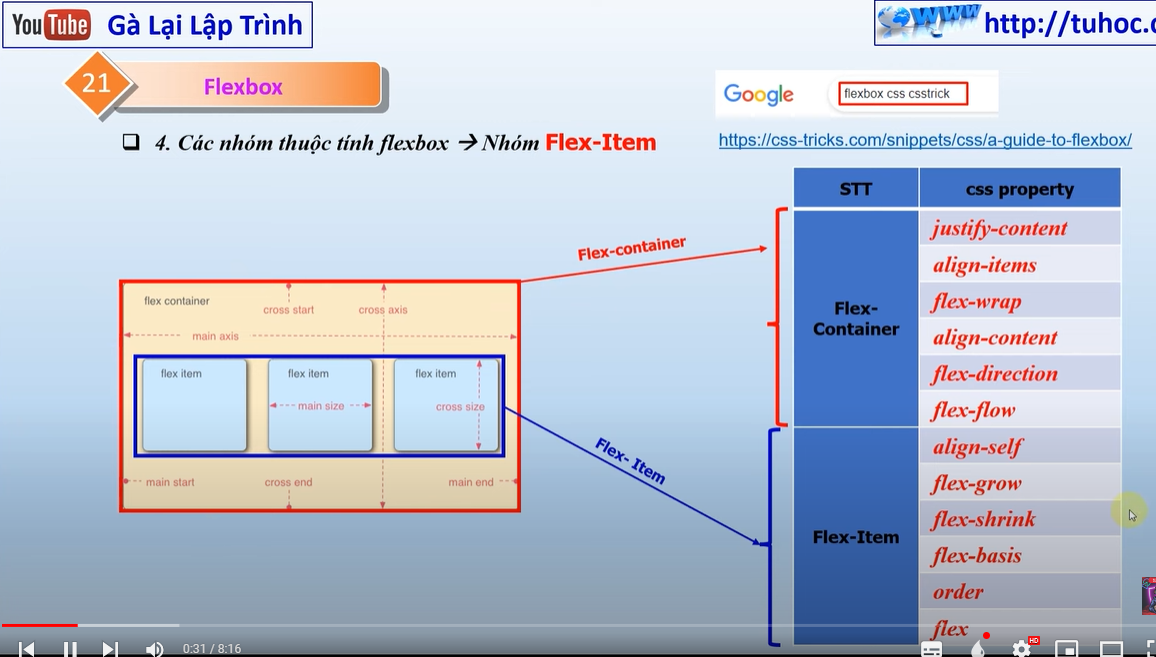 YouTube Gà Lại Lập Trình
http://tuhoc.c
WWW
21
Flexbox
Google
flexbox css csstrick
4. Các nhóm thuộc tính flexbox → Nhóm Flex-Item
https://css-tricks.com/snippets/css/a-guide-to-flexbox/
STT css property
Flex-container
Flex-
Container
justify-content
align-items
flex-wrap
align-content
flex-direction
flex-flow
flex container
cross start
cross axis
main axis
flex item
flex item
flex item
main size
cross size
main start
cross end
main end
Flex- Item
Flex-Item
align-self
flex-grow
flex-shrink
flex-basis
order
flex
0:31 / 8:16
HD